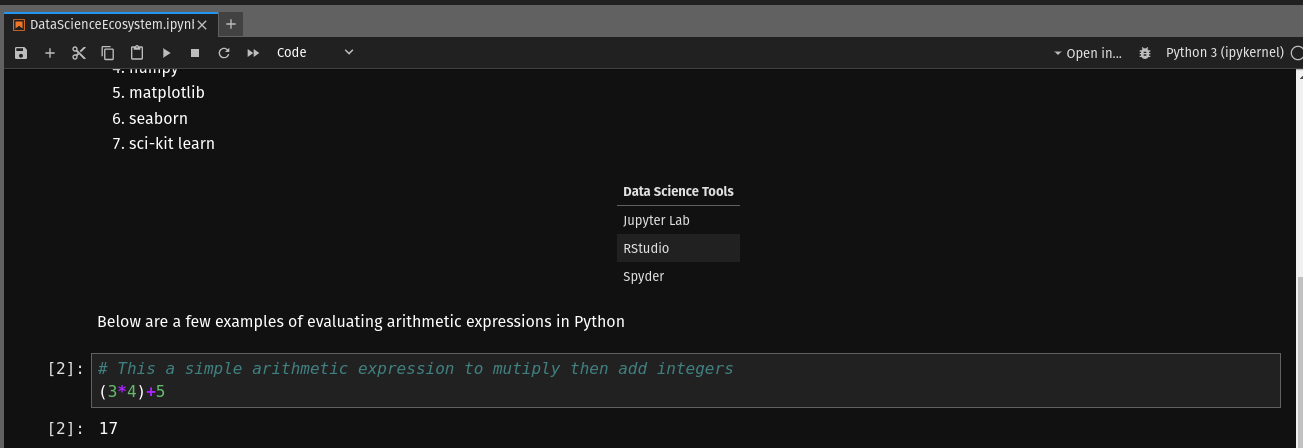 DataScienceEcosystem.ipynl
Code
Open in...
Python 3 (ipykernel)
4. numpy
5. matplotlib
6. seaborn
7. sci-kit learn
Data Science Tools
Jupyter Lab
RStudio
Spyder
Below are a few examples of evaluating arithmetic expressions in Python
[2]: # This a simple arithmetic expression to mutiply then add integers
(3*4)+5
[2]: 17